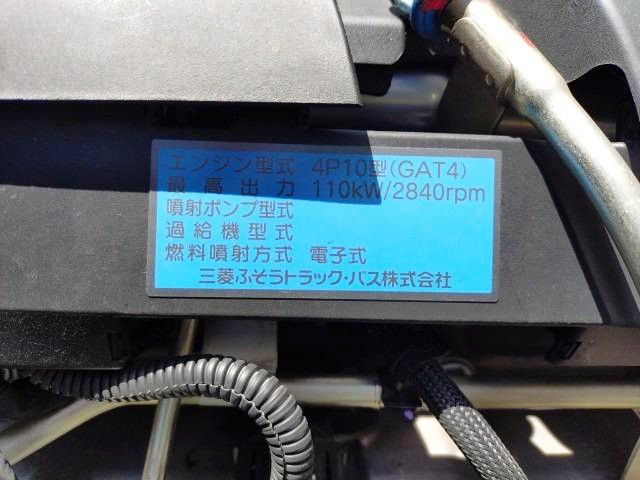 エンジン型式 4P10型(GAT4)
最高出力 110kW/2840rpm
噴射ポンプ型式
過給機型式
燃料噴射方式 電子式
三菱ふそうトラック・バス株式会社